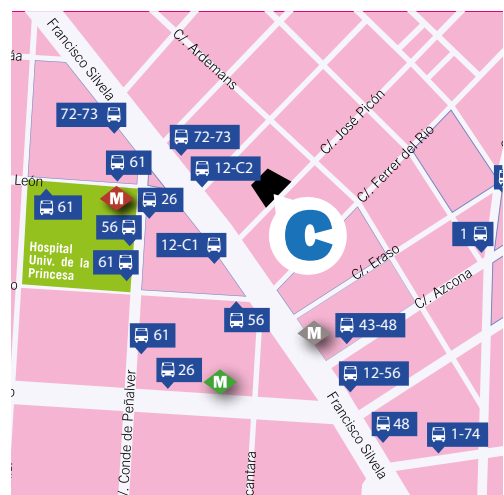 Francisco Silvela
C/. Ardemans
72-73
72-73
C/. José Picón
61
12-C2
C/. Ferrer del Rio
León
M
26
61
56
C
1
Hospital
Univ. de la
Princesa
12-C1
61
C/. Eraso
C/. Azcona
56
M
43-48
61
26
M
12-56
/. Conde de Peñalver
Francisco Silvela
48
1-74
cantara